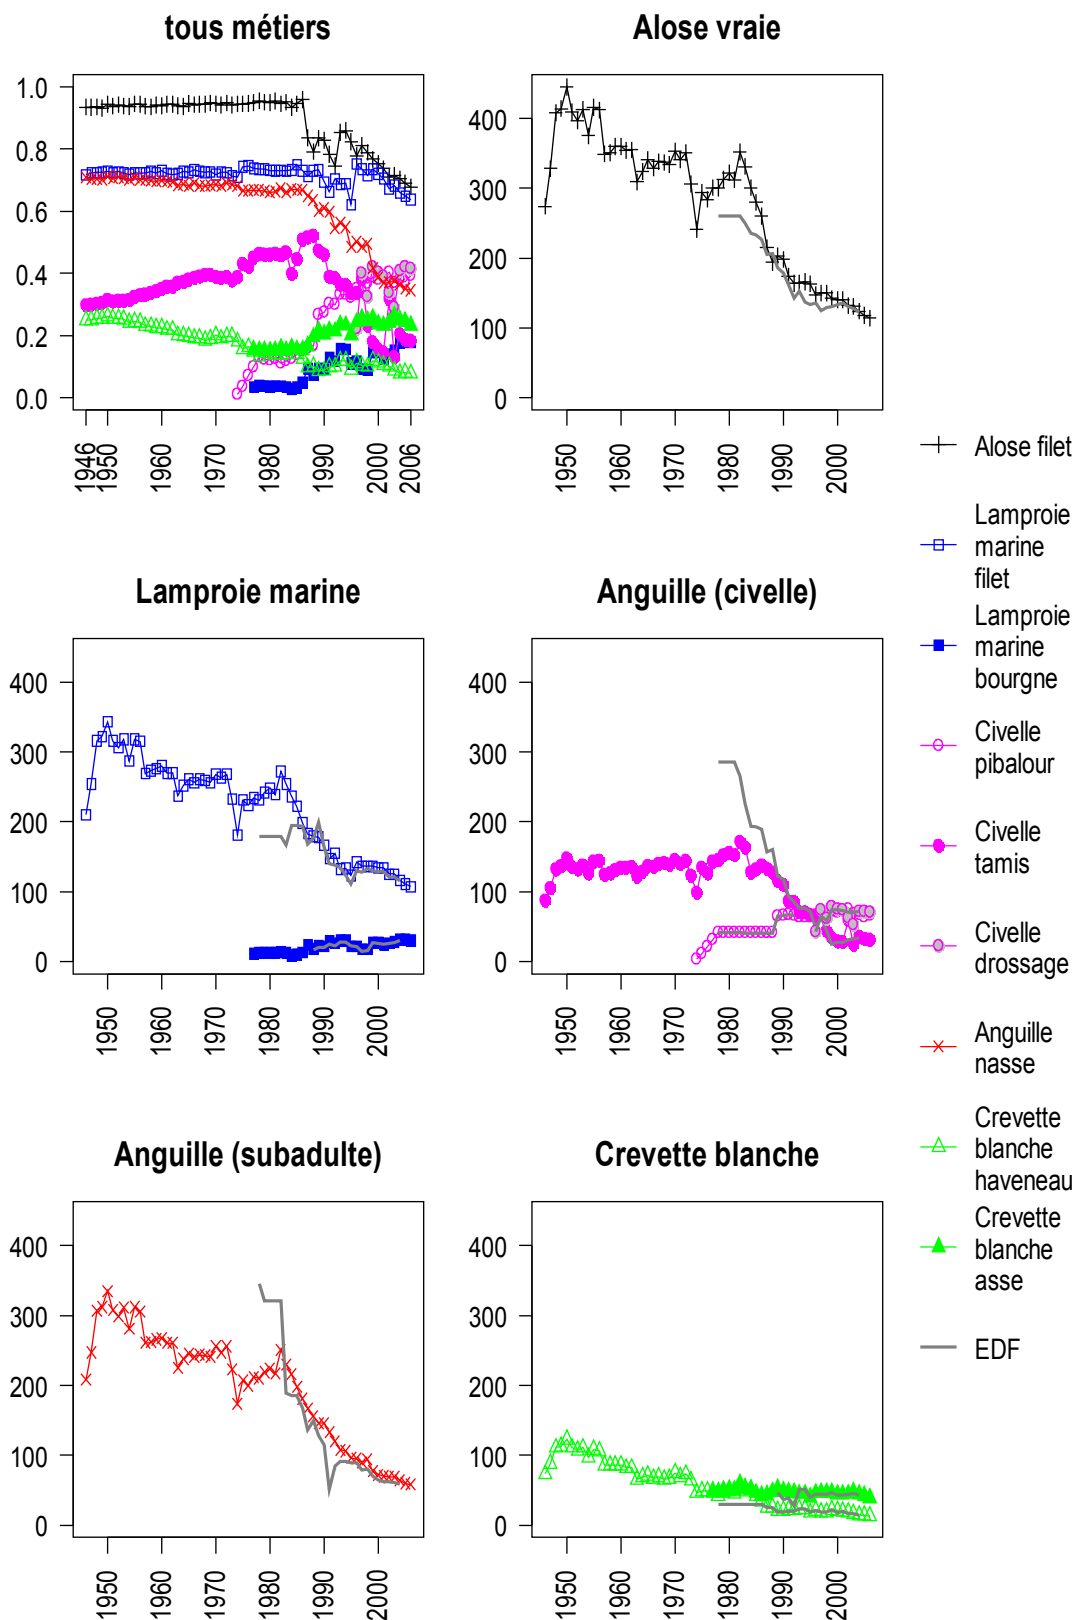 tous métiers
1.0
0.8
0.6
0.4
0.2
0.0
1946
1950
1960
1970
1980
1990
2000
2006
Alose vraie
400
300
200
100
0
1950
1960
1970
1980
1990
2000
Lamproie marine
400
300
200
100
0
1950
1960
1970
1980
1990
2000
Anguille (civelle)
400
300
200
100
0
1950
1960
1970
1980
1990
2000
Anguille (subadulte)
400
300
200
100
0
1950
1960
1970
1980
1990
2000
Crevette blanche
400
300
200
100
0
1950
1960
1970
1980
1990
2000
Alose filet
Lamproie
marine
filet
Lamproie
marine
bourgne
Civelle
pibalour
Civelle
tamis
Civelle
drossage
Anguille
nasse
Crevette
blanche
haveneau
Crevette
blanche
asse
EDF